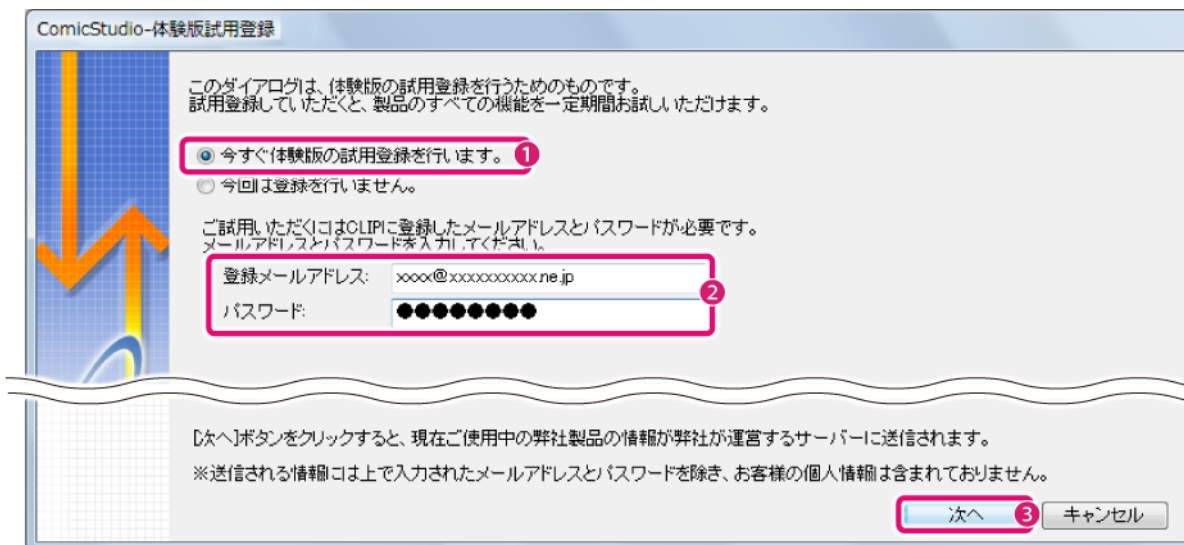 ComicStudio-体験版試用登録
このダイアログは、体験版の試用登録を行うためのものです。
試用登録していただくと、製品のすべての機能を一定期間お試しいただけます。
今すぐ体験版の試用登録を行います。 1
今回は登録を行いません。
ご試用いただくにはCLIPに登録したメールアドレスとパスワードが必要です。
メールアドレスとパスワードを入力してください。
登録メールアドレス: xxxx@xxxxxxxxxx.ne.jp
2
パスワード: ●●●●●●●●
[次へ]ボタンをクリックすると、現在ご使用中の弊社製品の情報が弊社が運営するサーバーに送信されます。
※送信される情報には上で入力されたメールアドレスとパスワードを除き、お客様の個人情報は含まれておりません。
次へ 3 キャンセル